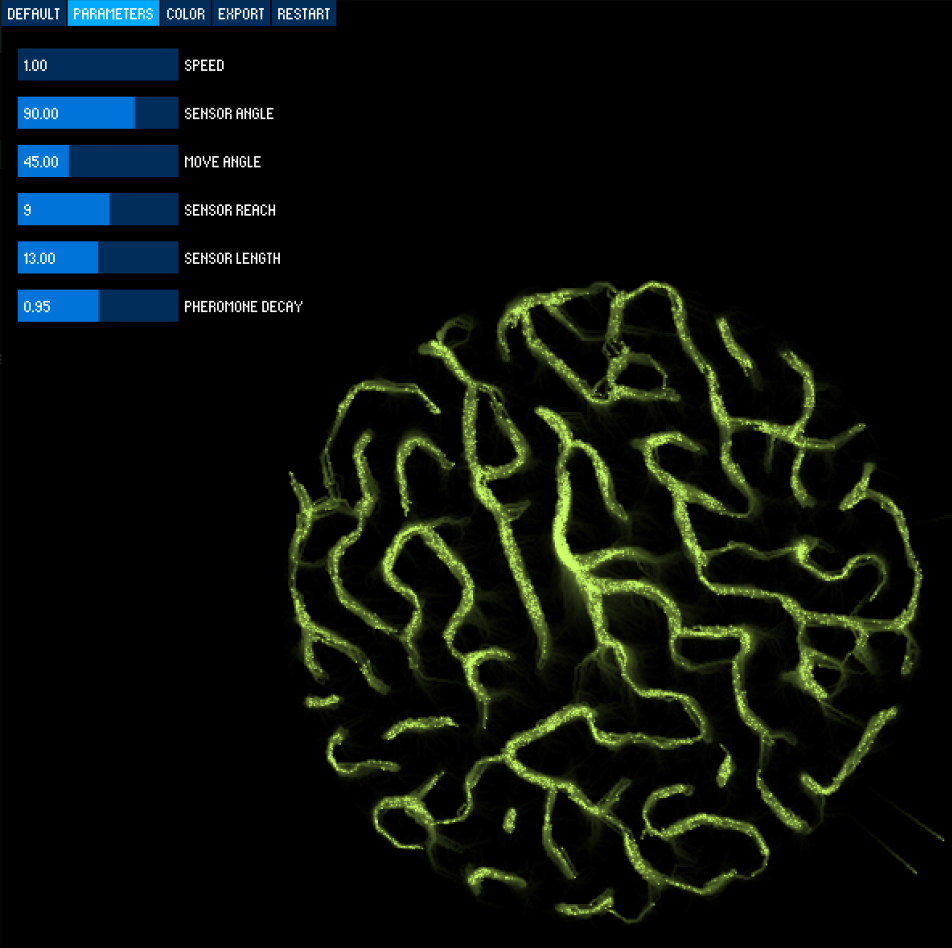 DEFAULT PARAMETERS COLOR EXPORT RESTART
1.00 SPEED
90.00 SENSOR ANGLE
45.00 MOVE ANGLE
9 SENSOR REACH
13.00 SENSOR LENGTH
0.95 PHEROMONE DECAY